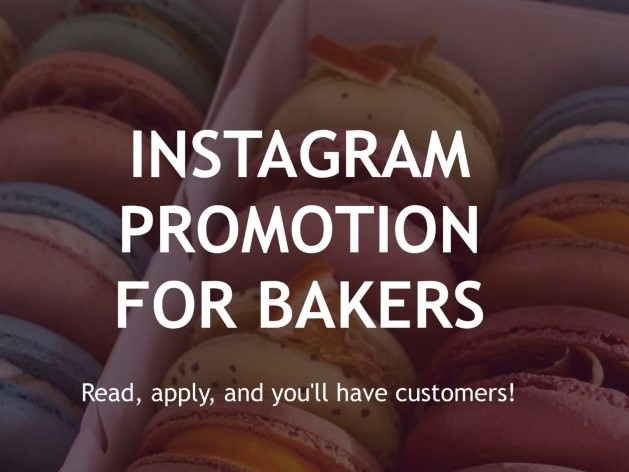 INSTAGRAM
PROMOTION
FOR BAKERS
Read, apply, and you'll have customers!